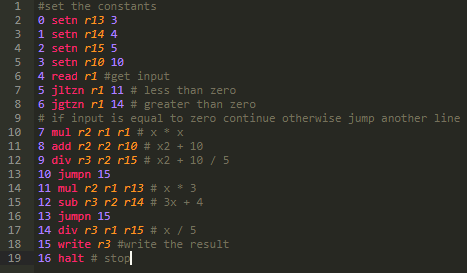 1 #set the constants
2 0 setn r13 3
3 1 setn r14 4
4 2 setn r15 5
5 3 setn r10 10
6 4 read r1 #get input
7 5 jltzn r1 11 # less than zero
8 6 jgtzn r1 14 # greater than zero
9 # if input is equal to zero continue otherwise jump another line
10 7 mul r2 r1 r1 # x * x
11 8 add r2 r2 r10 # x2 + 10
12 9 div r3 r2 r15 # x2 + 10 / 5
13 10 jumpn 15
14 11 mul r2 r1 r13 # x * 3
15 12 sub r3 r2 r14 # 3x + 4
16 13 jumpn 15
17 14 div r3 r1 r15 # x / 5
18 15 write r3 #write the result
19 16 halt # stop